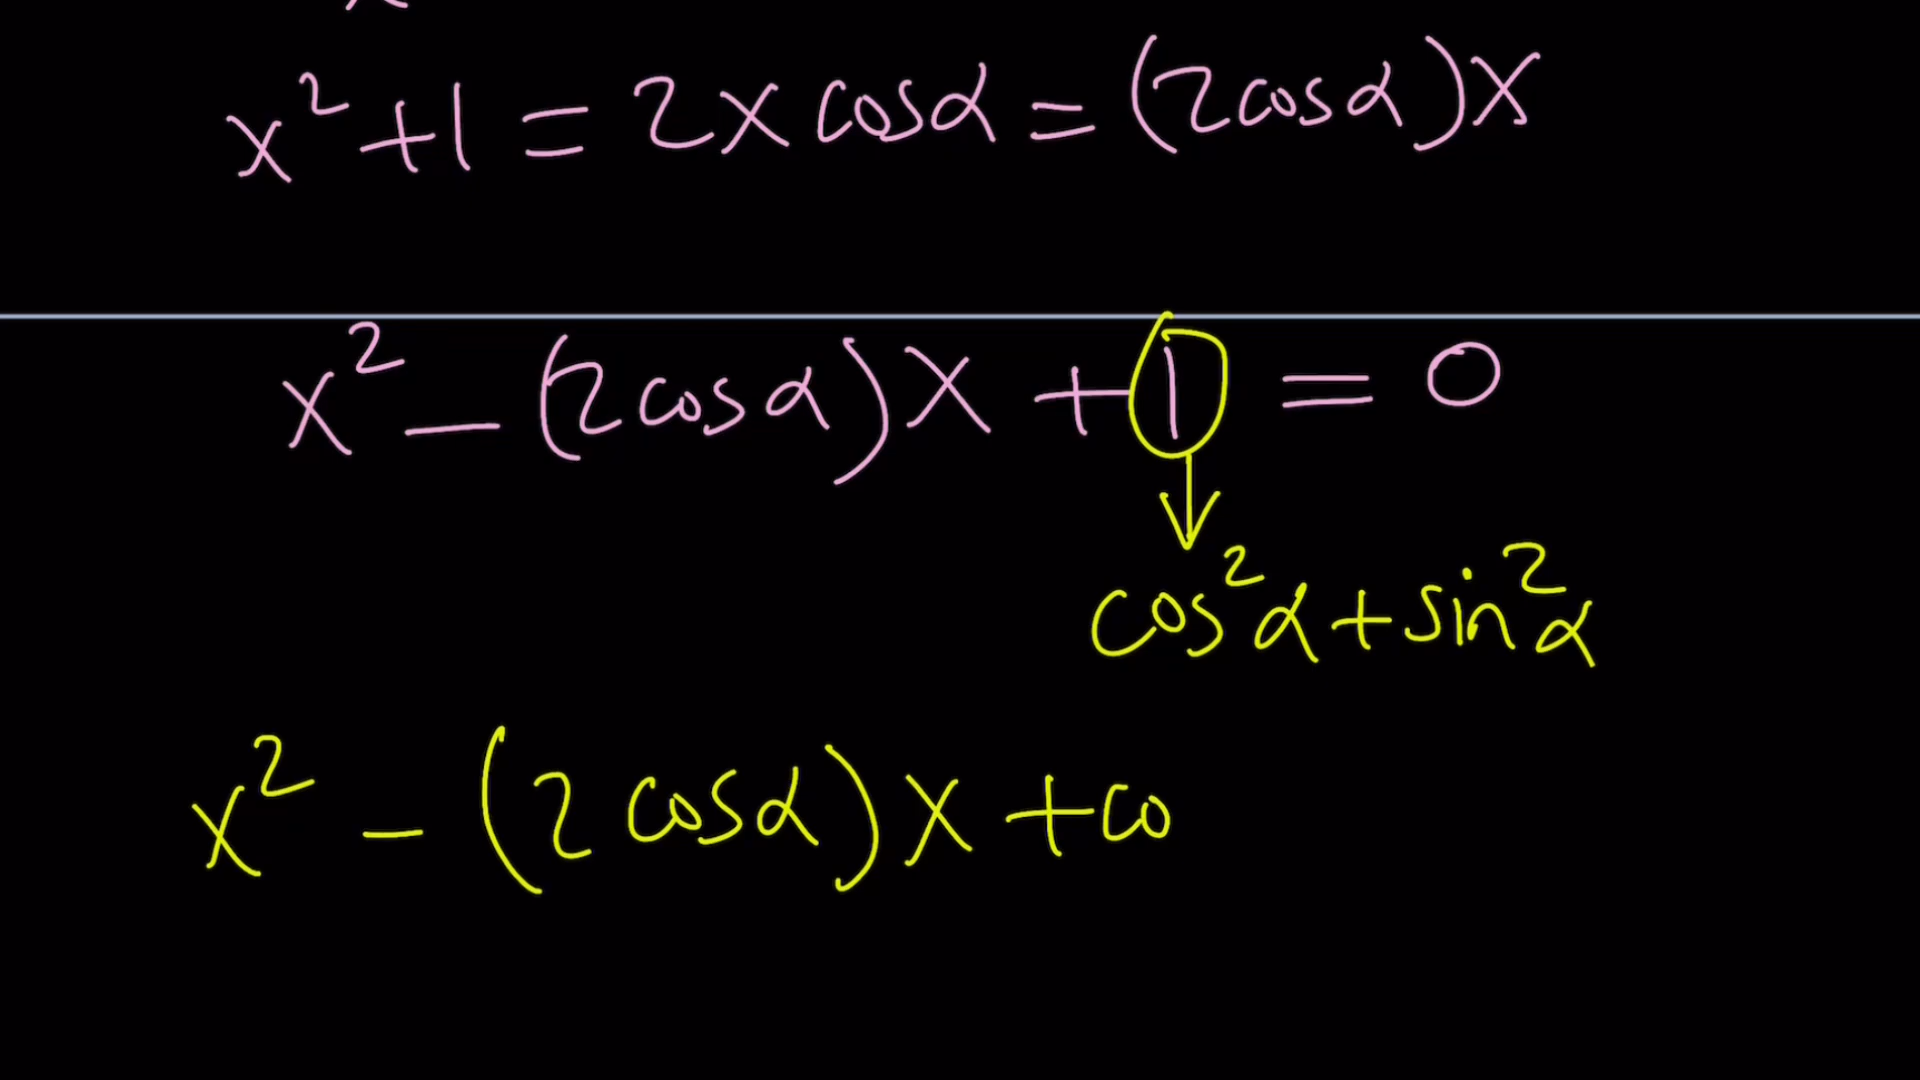 x²+1=2x cosα=(2cosα)x
x²-(2cosα)x+1=0
cos²α+sin²α
x²-(2cosα)x+co